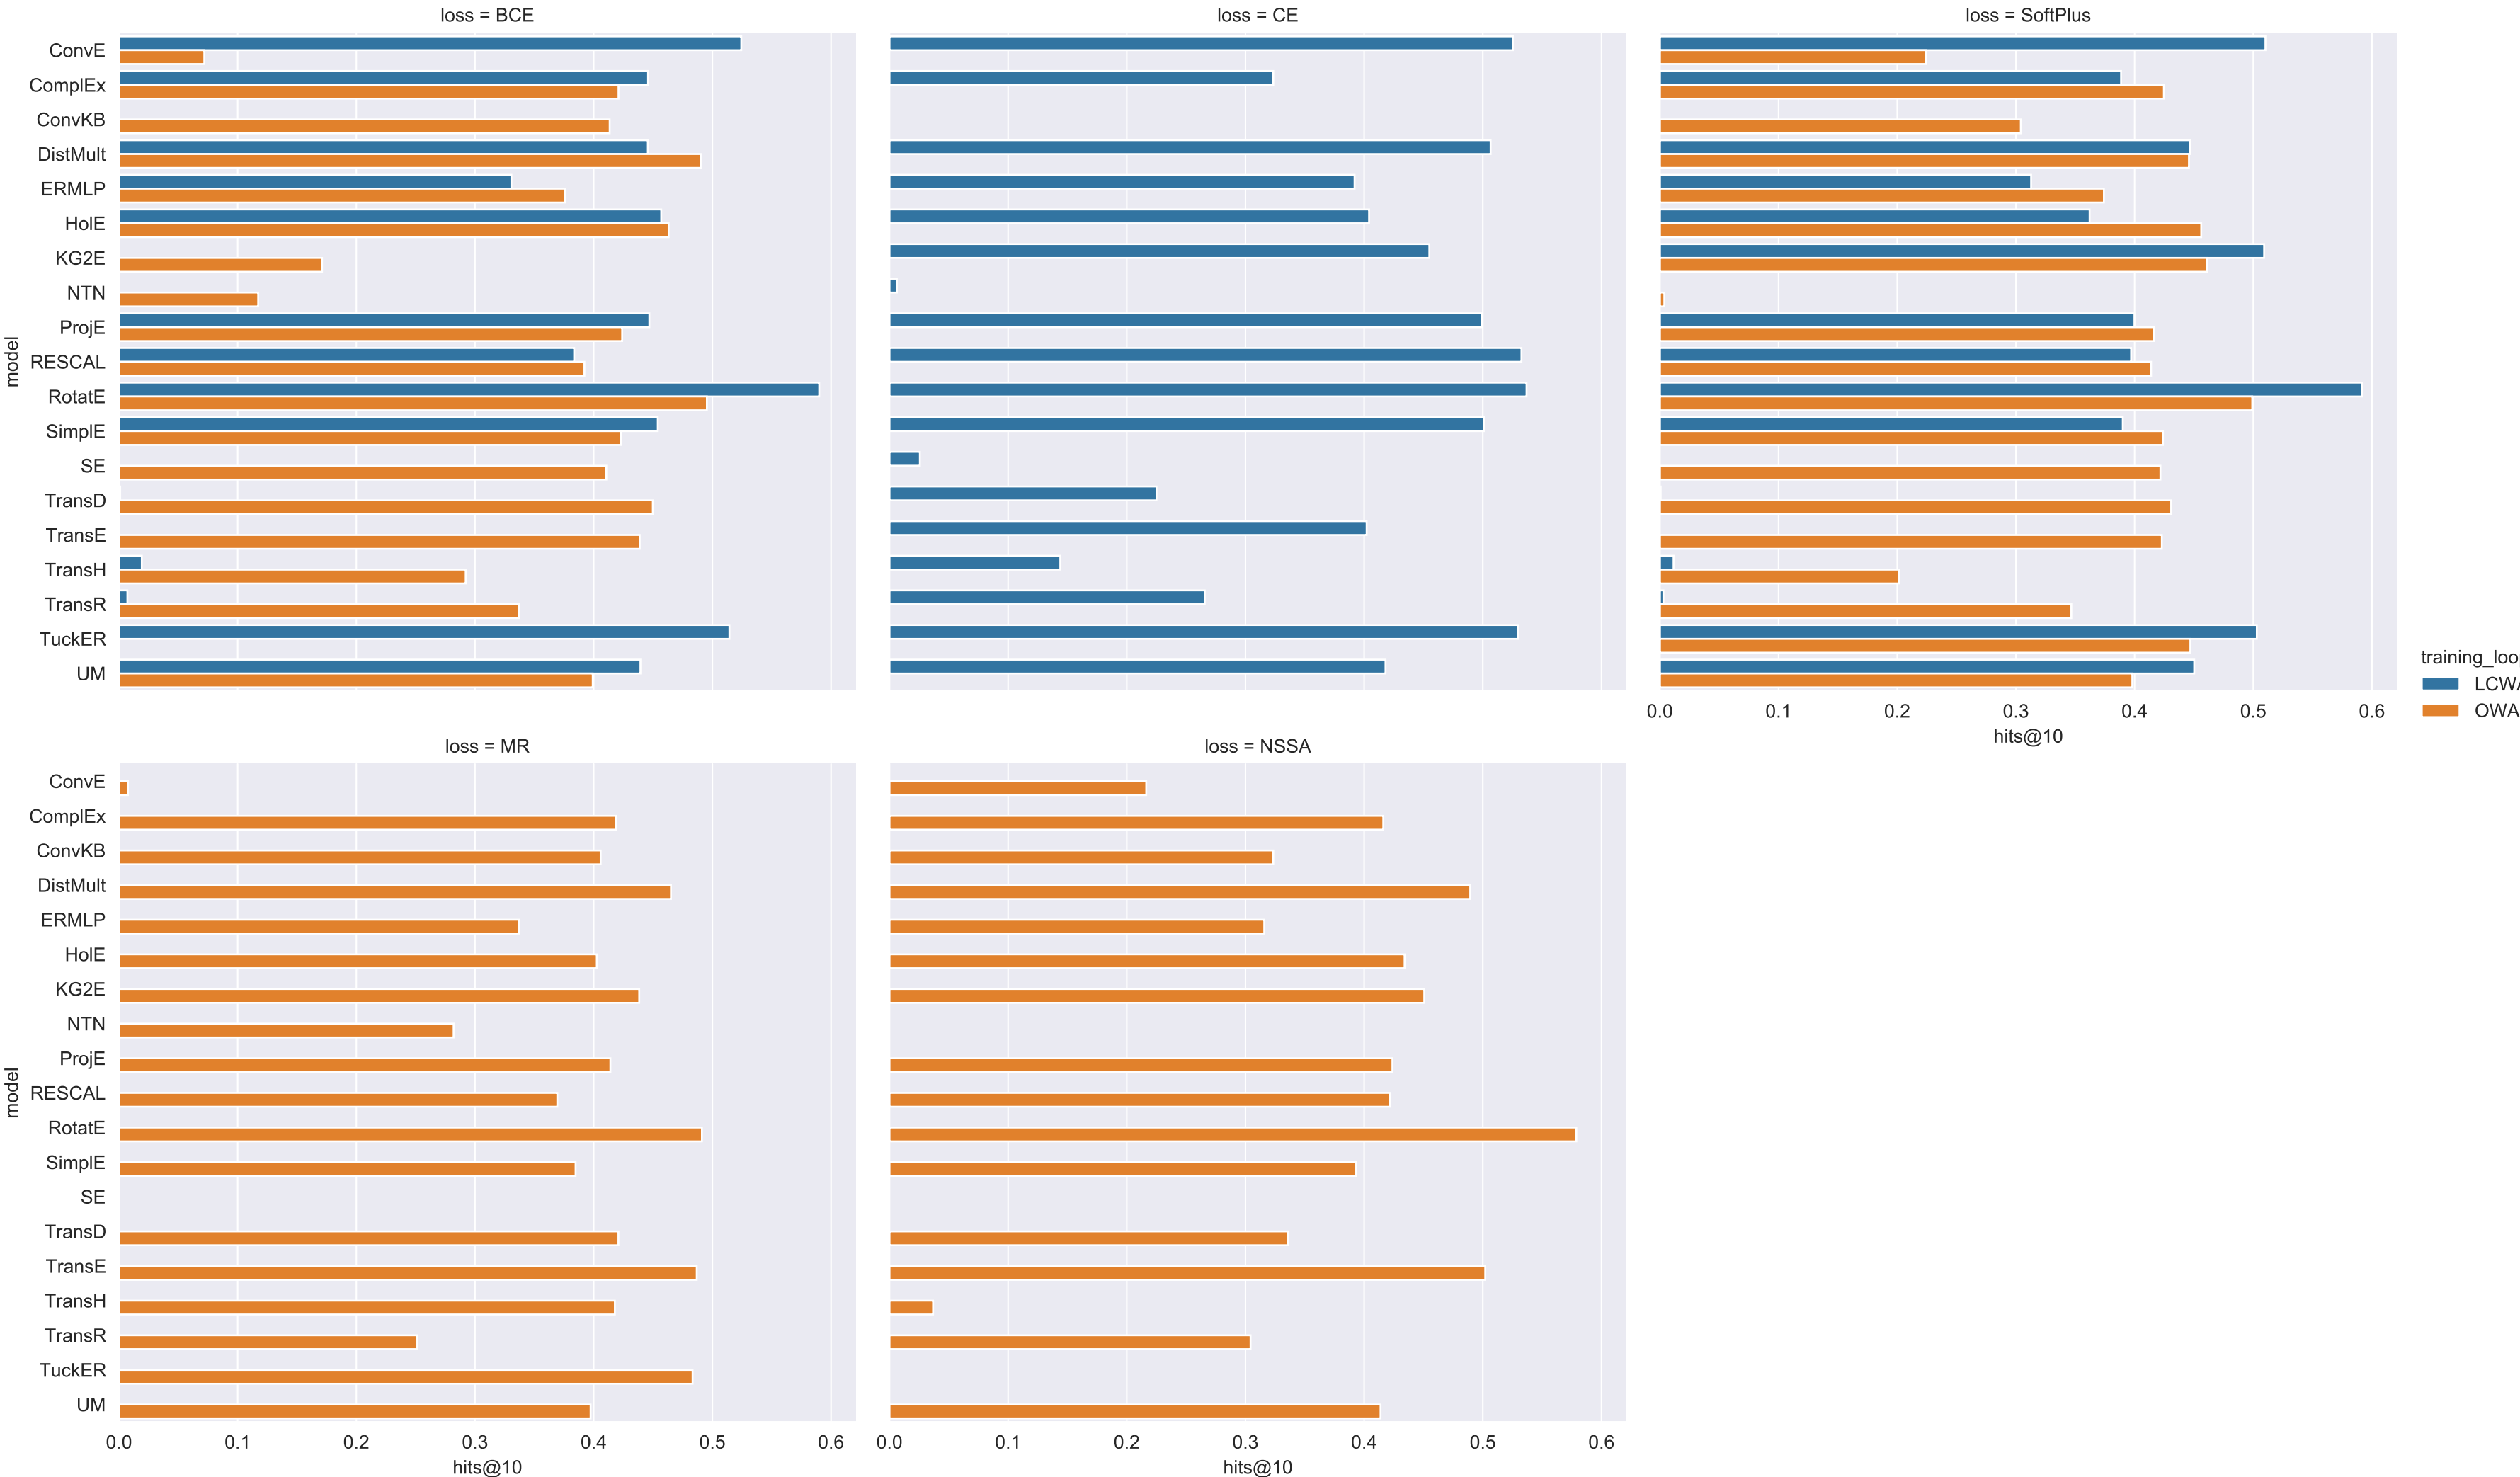 loss = BCE
loss = CE
loss = SoftPlus
model
ConvE
ComplEx
ConvKB
DistMult
ERMLP
HolE
KG2E
NTN
ProjE
RESCAL
RotatE
SimplE
SE
TransD
TransE
TransH
TransR
TuckER
UM
0.0 0.1 0.2 0.3 0.4 0.5 0.6
hits@10
training_loo
LCWA
OWA
loss = MR
loss = NSSA
model
ConvE
ComplEx
ConvKB
DistMult
ERMLP
HolE
KG2E
NTN
ProjE
RESCAL
RotatE
SimplE
SE
TransD
TransE
TransH
TransR
TuckER
UM
0.0 0.1 0.2 0.3 0.4 0.5 0.6
hits@10
0.0 0.1 0.2 0.3 0.4 0.5 0.6
hits@10